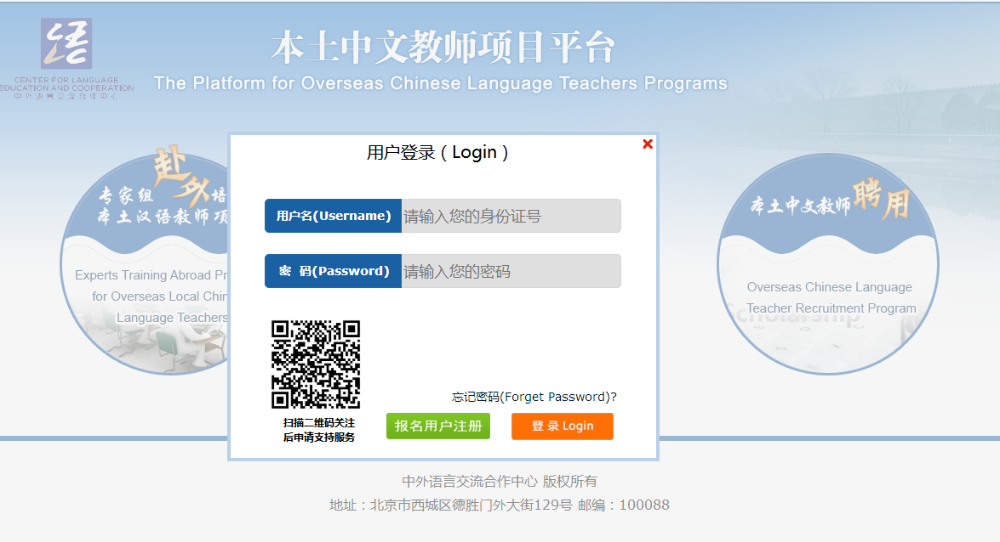 本土中文教师项目平台
CENTER FOR LANGUAGE
EDUCATION AND COOPERATION
中外语言交流合作中心
The Platform for Overseas Chinese Language Teachers Programs
用户登录 ( Login )
专家组赴外培
本土汉语教师项
Experts Training Abroad Pr
for Overseas Local Chin
Language Teachers
用户名(Username)
请输入您的身份证号
密 码(Password)
请输入您的密码
忘记密码(Forget Password)?
扫描二维码关注
后申请支持服务
报名用户注册
登 录 Login
本土中文教师聘用
Overseas Chinese Language
Teacher Recruitment Program
Scholarship
中外语言交流合作中心 版权所有
地址：北京市西城区德胜门外大街129号 邮编：100088